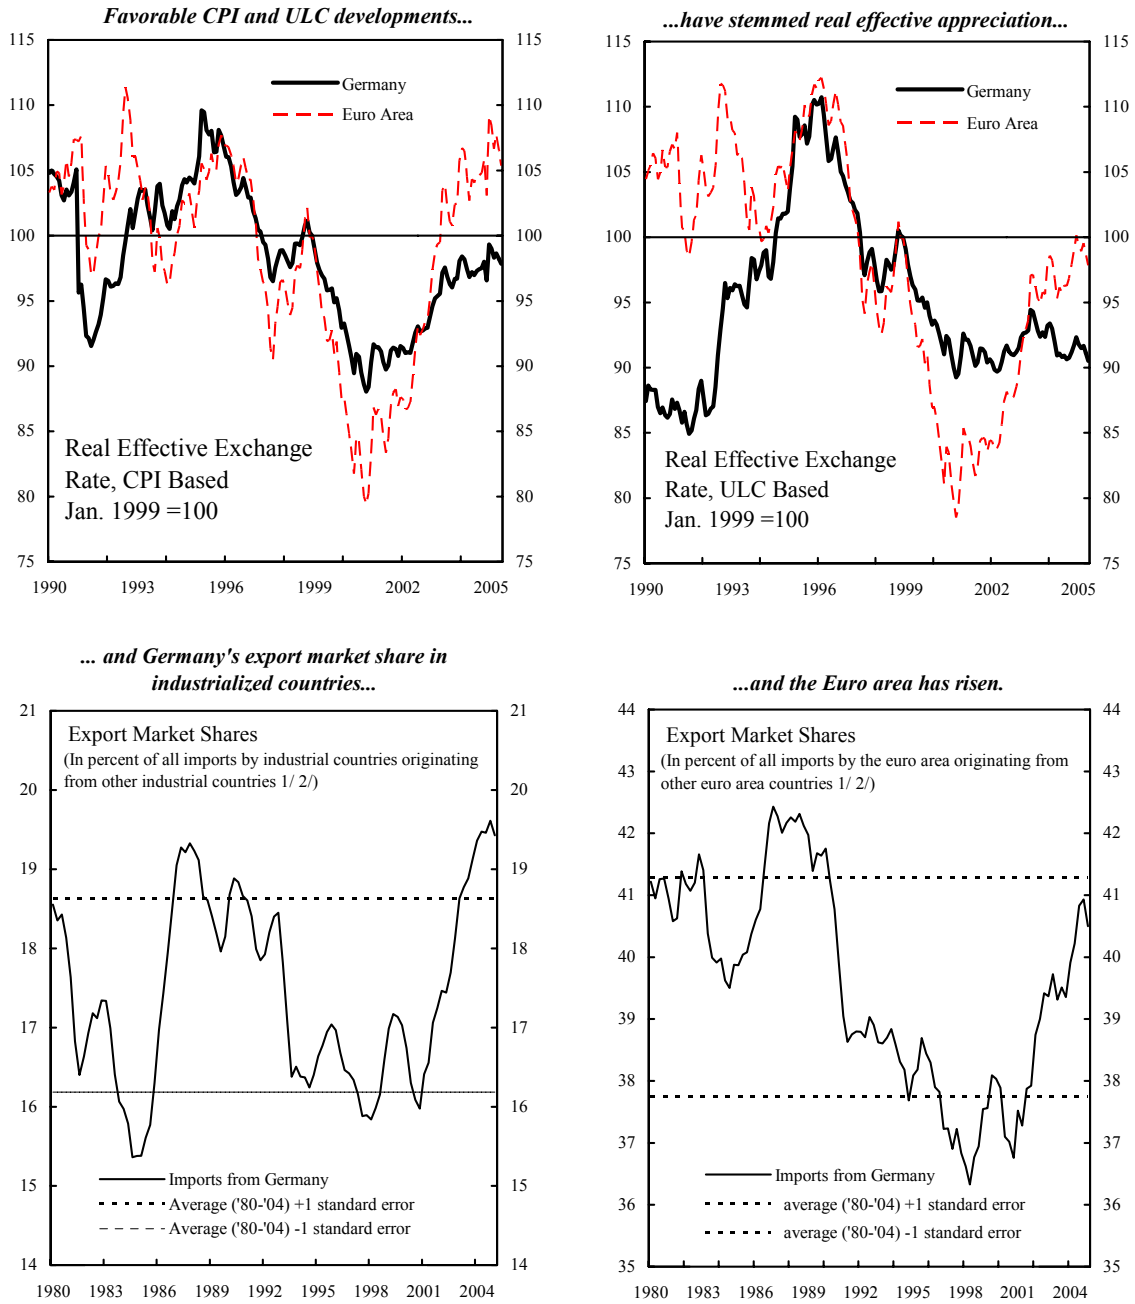 Favorable CPI and ULC developments...
115
110
105
100
95
90
85
80
75
115
110
105
100
95
90
85
80
75
Germany
Euro Area
Real Effective Exchange
Rate, CPI Based
Jan. 1999 =100
1990 1993 1996 1999 2002 2005
...have stemmed real effective appreciation...
115
110
105
100
95
90
85
80
75
115
110
105
100
95
90
85
80
75
Germany
Euro Area
Real Effective Exchange
Rate, ULC Based
Jan. 1999 =100
1990 1993 1996 1999 2002 2005
... and Germany's export market share in
industrialized countries...
21
20
19
18
17
16
15
14
21
20
19
18
17
16
15
14
Export Market Shares
(In percent of all imports by industrial countries originating
from other industrial countries 1/ 2/)
Imports from Germany
Average ('80-'04) +1 standard error
Average ('80-'04) -1 standard error
1980 1983 1986 1989 1992 1995 1998 2001 2004
...and the Euro area has risen.
44
43
42
41
40
39
38
37
36
35
44
43
42
41
40
39
38
37
36
35
Export Market Shares
(In percent of all imports by the euro area originating from
other euro area countries 1/ 2/)
Imports from Germany
average ('80-'04) +1 standard error
average ('80-'04) -1 standard error
1980 1983 1986 1989 1992 1995 1998 2001 2004